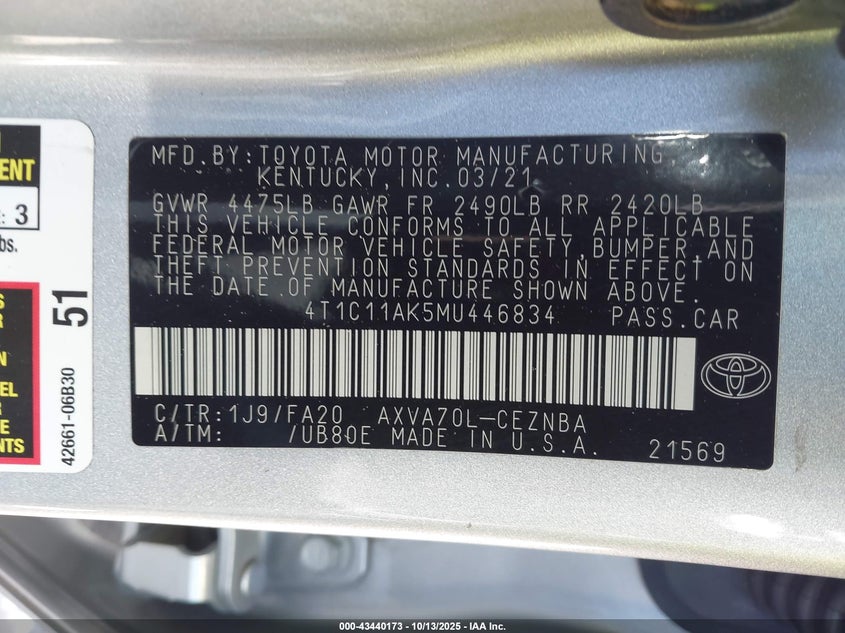 MFD.BY:TOYOTA MOTOR MANUFACTURING,
KENTUCKY,INC.03/21
GVWR 4475LB GAWR FR 2490LB RR 2420LB
THIS VEHICLE CONFORMS TO ALL APPLICABLE
FEDERAL MOTOR VEHICLE SAFETY,BUMPER,AND
THEFT PREVENTION STANDARDS IN EFFECT ON
THE DATE OF MANUFACTURE SHOWN ABOVE.
4T1C11AK5MU446834 PASS.CAR
C/TR:1J9/FA20 AXVA70L-CEZNBA
A/TM: /UB80E MADE IN U.S.A. 21569
3
51
42661-06B30
000-43440173 • 10/13/2025 – IAA Inc.